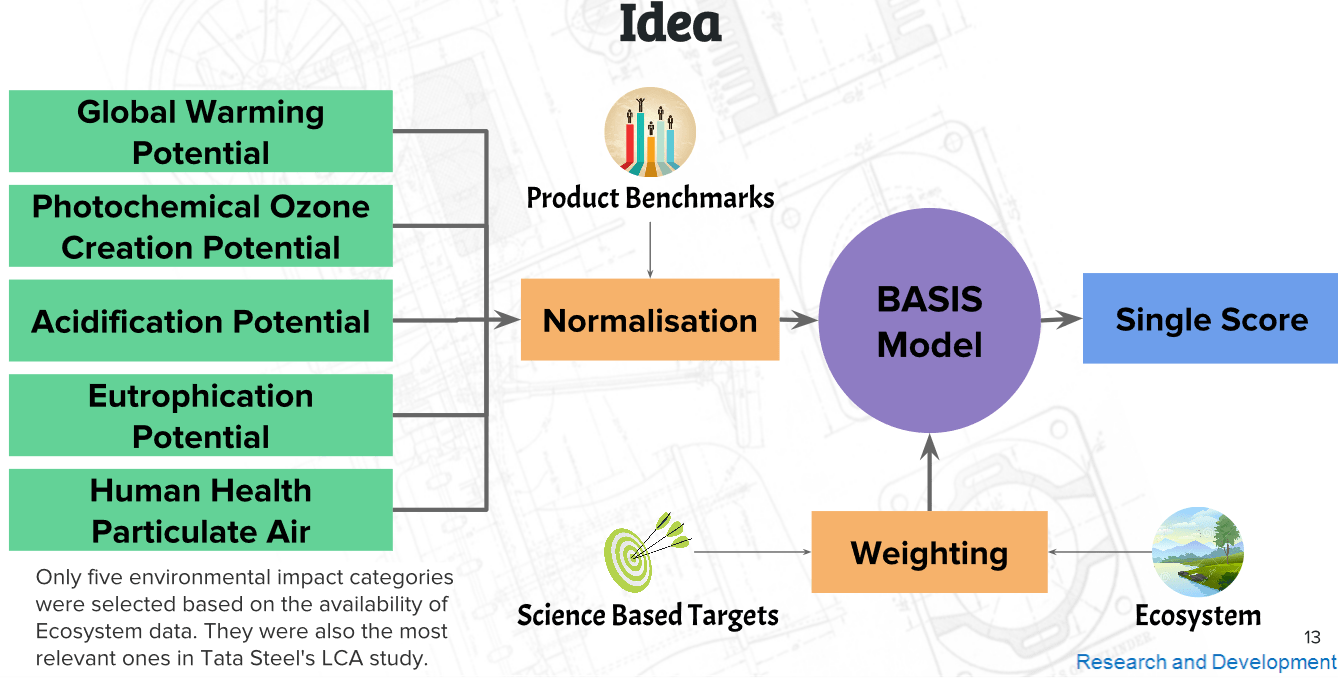 Idea
Global Warming
Potential
Photochemical Ozone
Creation Potential
Acidification Potential
Eutrophication
Potential
Human Health
Particulate Air
Only five environmental impact categories
were selected based on the availability of
Ecosystem data. They were also the most
relevant ones in Tata Steel's LCA study.
Product Benchmarks
Normalisation
BASIS
Model
Single Score
Science Based Targets
Weighting
Ecosystem
13
Research and Development